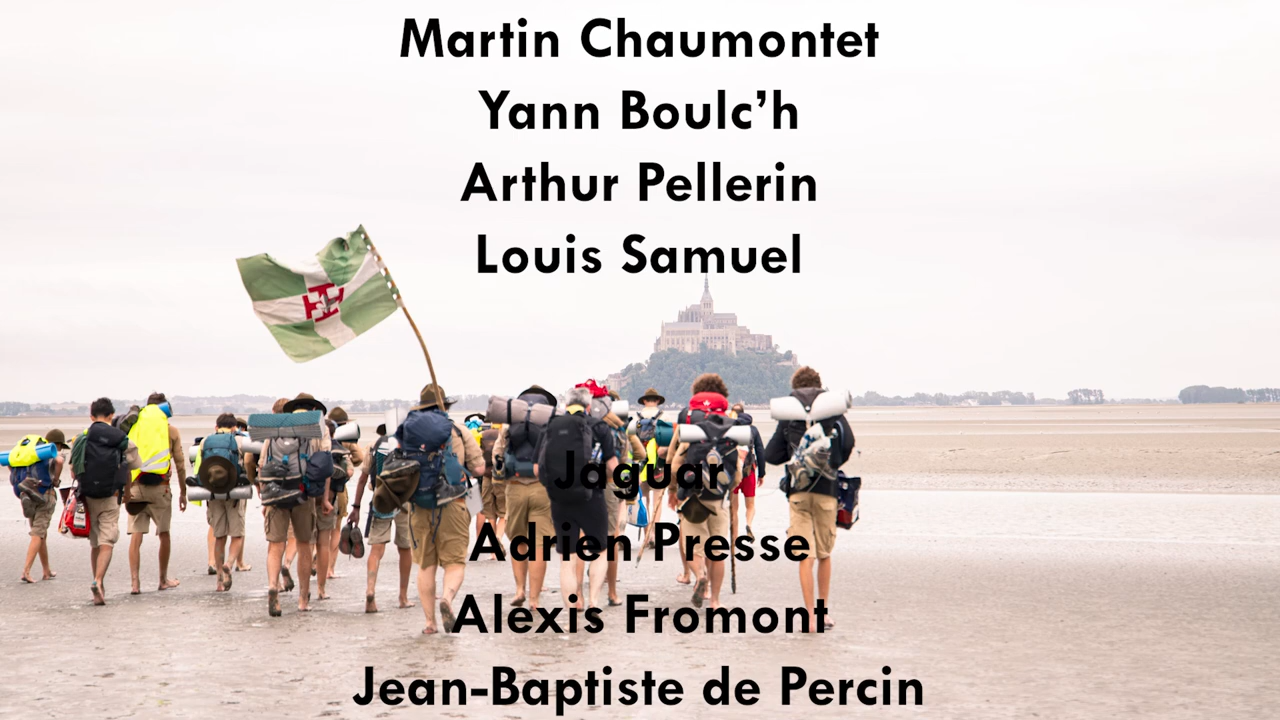 Martin Chaumontet
Yann Boulc’h
Arthur Pellerin
Louis Samuel
Jaguar
Adrien Presse
Alexis Fromont
Jean-Baptiste de Percin